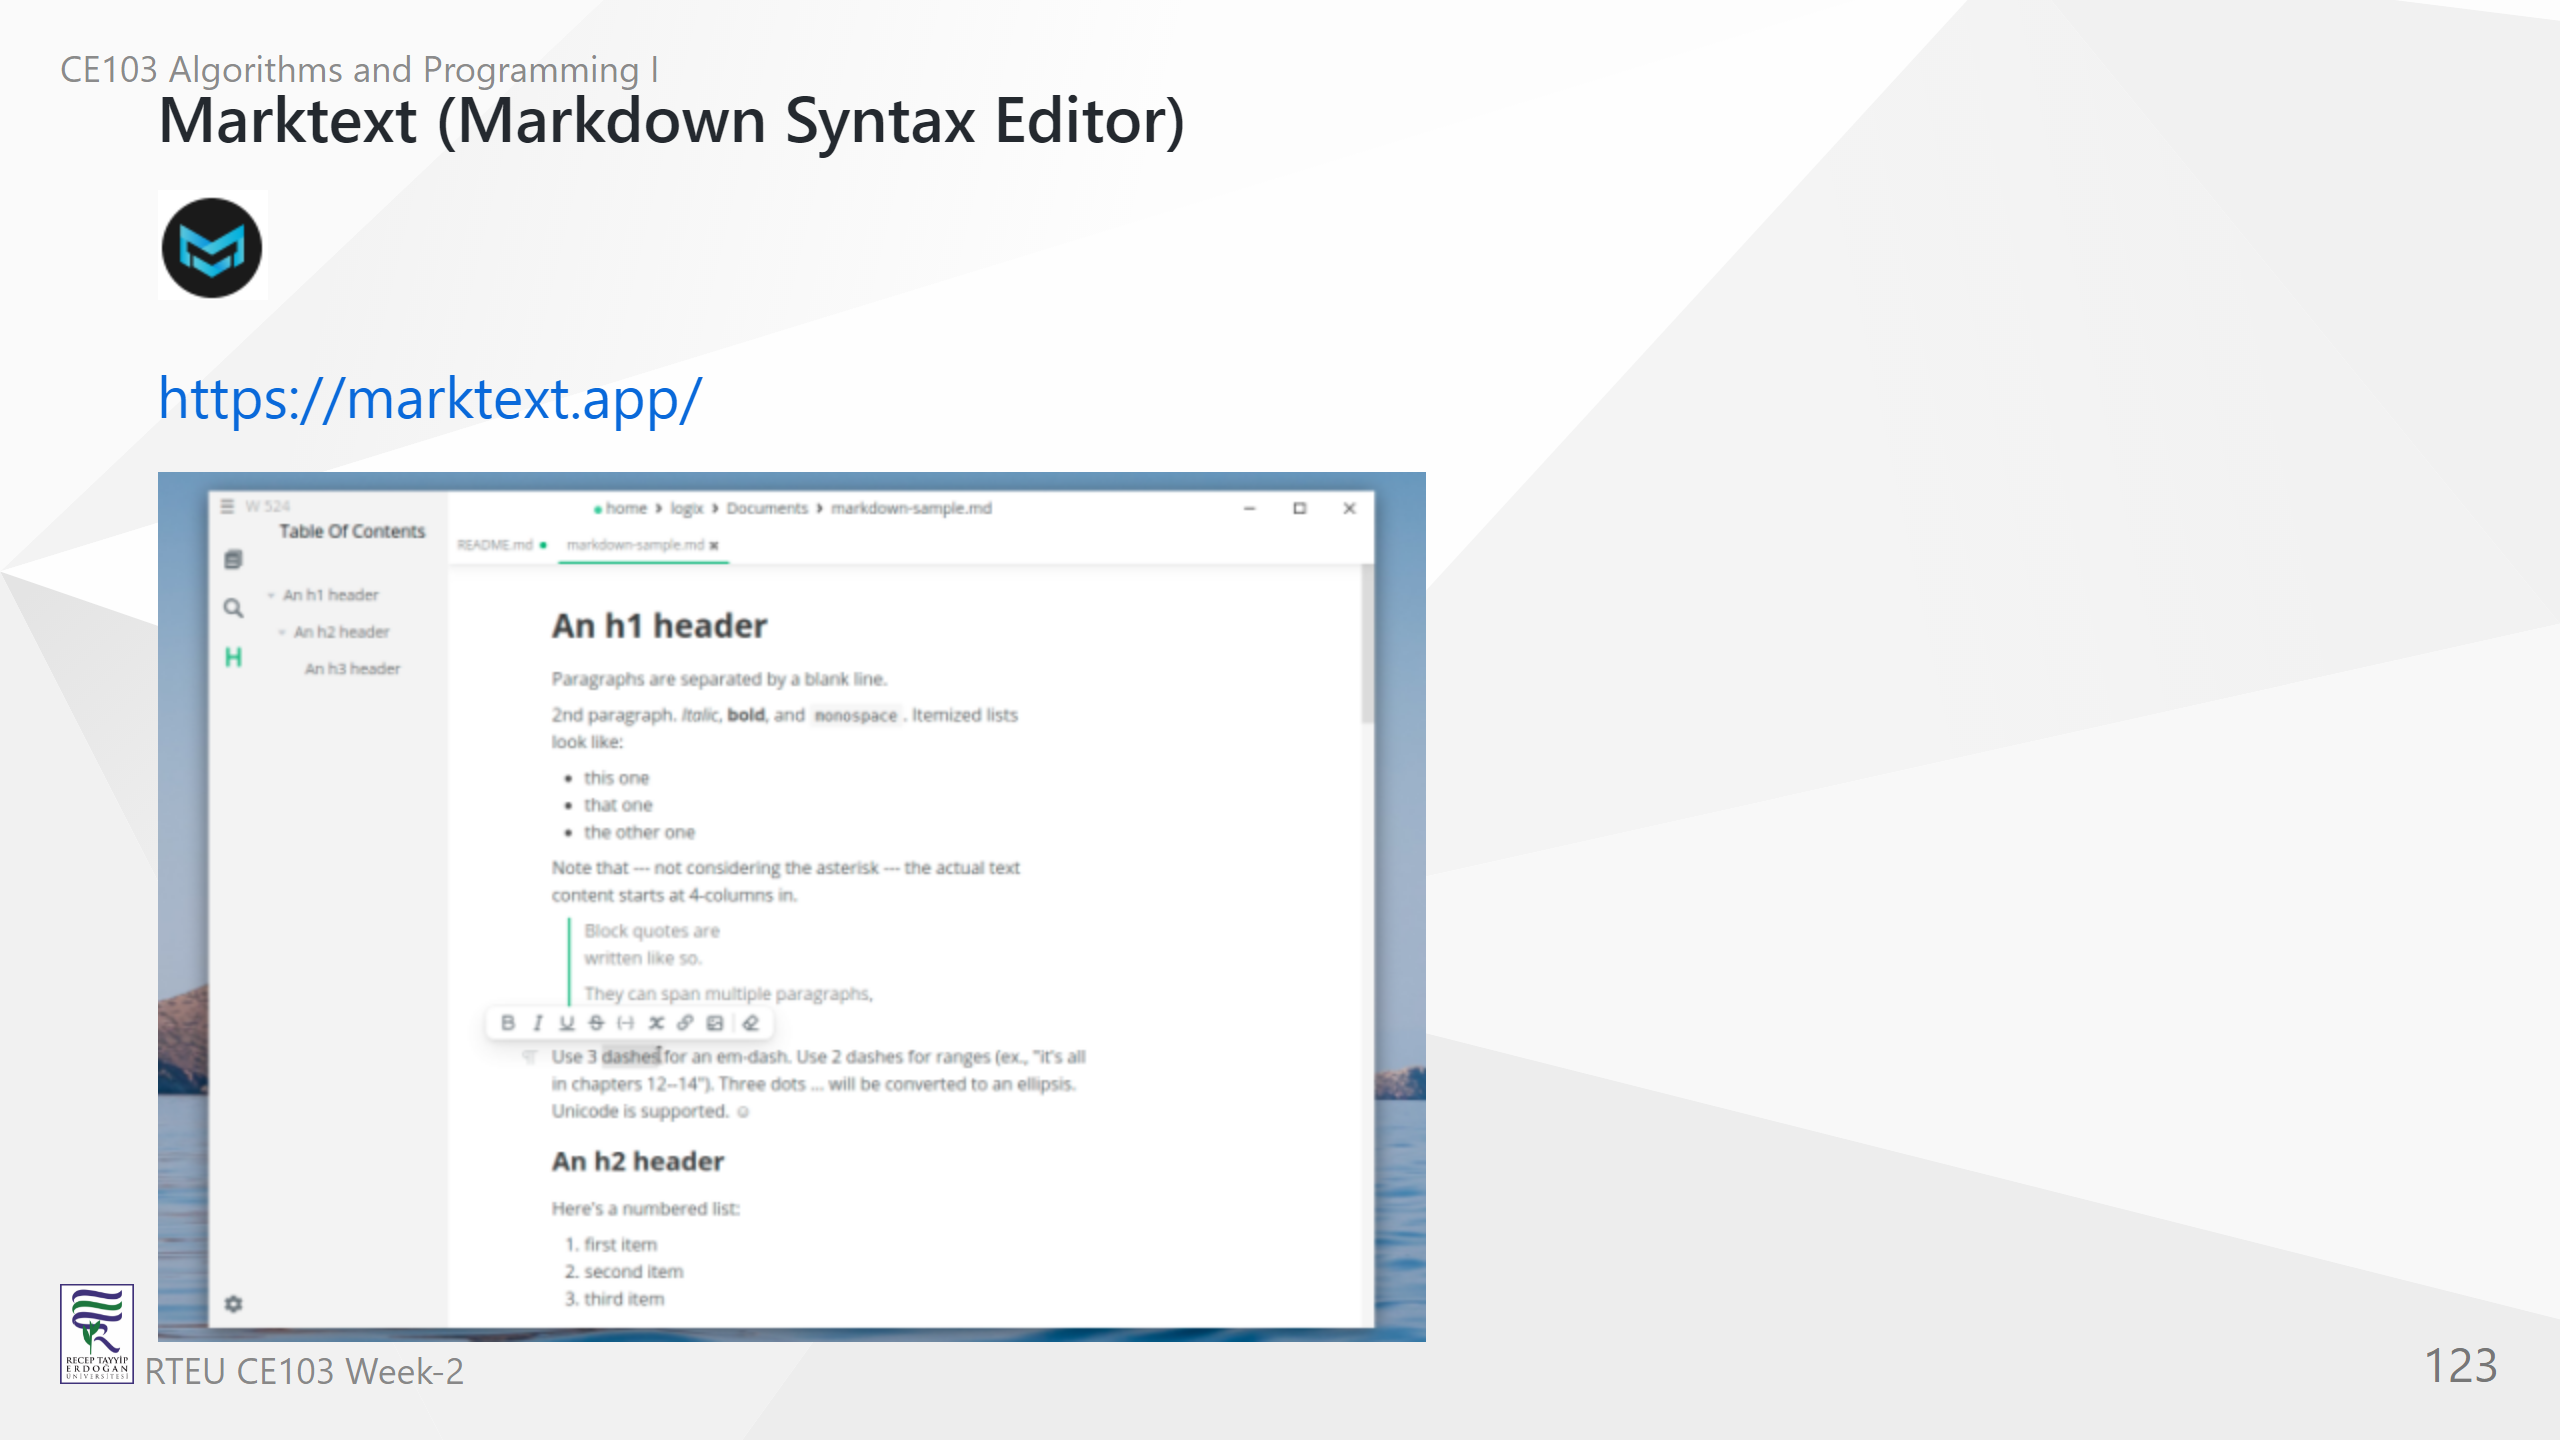 CE103 Algorithms and Programming I
Marktext (Markdown Syntax Editor)
https://marktext.app/
W 524
Table Of Contents
An h1 header
An h2 header
An h3 header
home › logix › Documents › markdown-sample.md
README.md
markdown-sample.md
An h1 header
Paragraphs are separated by a blank line.
2nd paragraph. Italic, bold, and monospace . Itemized lists
look like:
• this one
• that one
• the other one
Note that --- not considering the asterisk --- the actual text
content starts at 4-columns in.
Block quotes are
written like so.
They can span multiple paragraphs,
Use 3 dashes for an em-dash. Use 2 dashes for ranges (ex., "it's all
in chapters 12--14"). Three dots ... will be converted to an ellipsis.
Unicode is supported. ☺
An h2 header
Here's a numbered list:
1. first item
2. second item
3. third item
RECEP TAYYİP
ERDOĞAN
ÜNİVERSİTESİ
RTEU CE103 Week-2
123